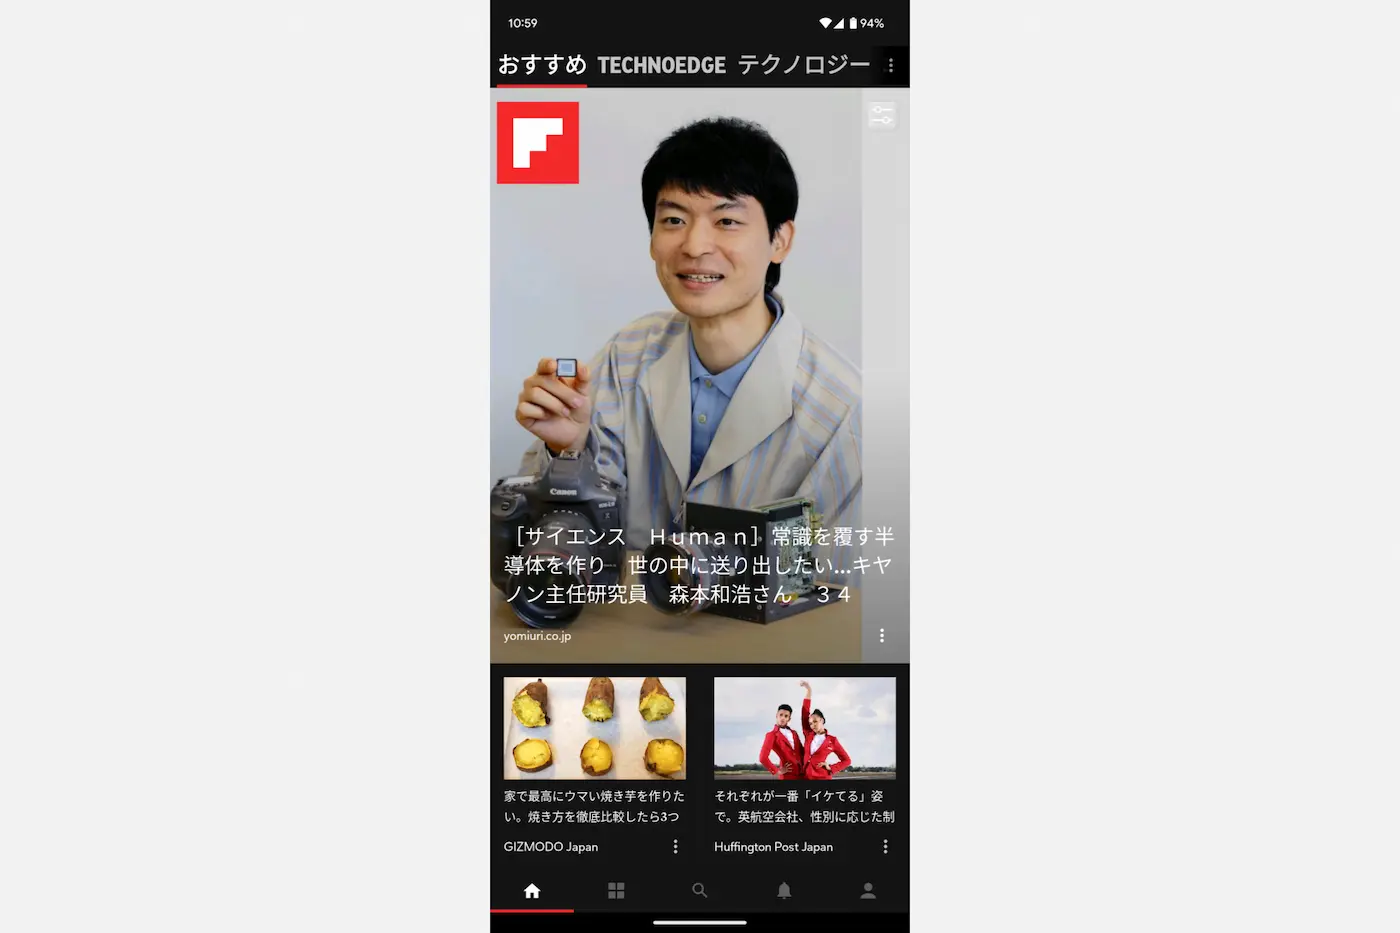 10:59
94%
おすすめ TECHNOEDGE テクノロジー
Canon
［サイエンス　Ｈｕｍａｎ］常識を覆す半
導体を作り　世の中に送り出したい…キヤ
ノン主任研究員　森本和浩さん　３４
yomiuri.co.jp
家で最高にウマい焼き芋を作りた
い。焼き方を徹底比較したら3つ
GIZMODO Japan
それぞれが一番「イケてる」姿
で。英航空会社、性別に応じた制
Huffington Post Japan